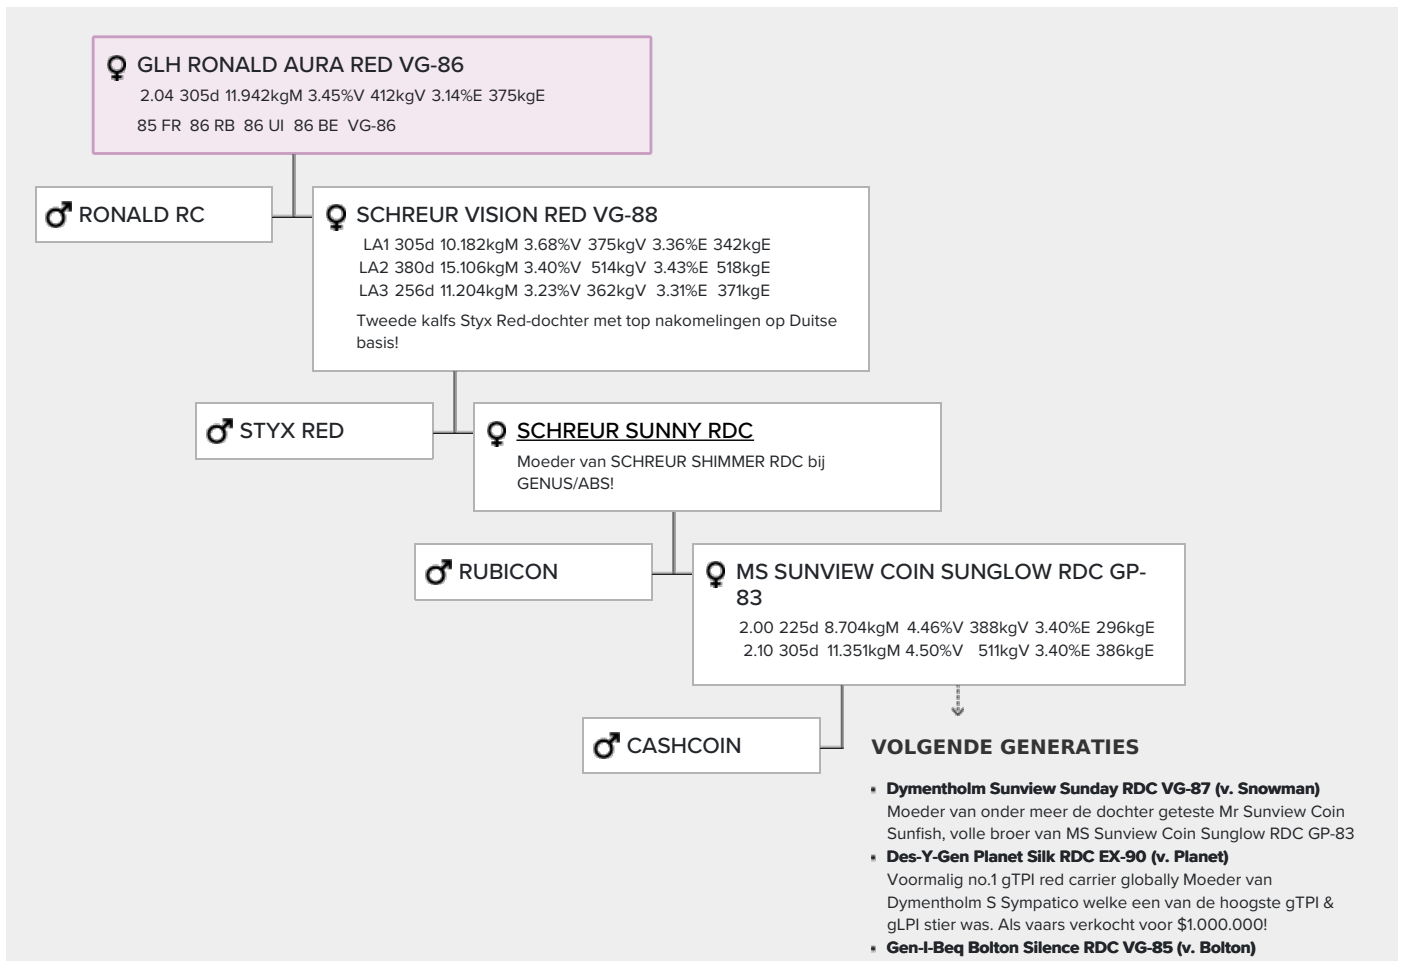 GLH RONALD AURA RED VG-86
2.04 305d 11.942kgM 3.45%V 412kgV 3.14%E 375kgE
85 FR 86 RB 86 UI 86 BE VG-86
RONALD RC
SCHREUR VISION RED VG-88
LA1 305d 10.182kgM 3.68%V 375kgV 3.36%E 342kgE
LA2 380d 15.106kgM 3.40%V 514kgV 3.43%E 518kgE
LA3 256d 11.204kgM 3.23%V 362kgV 3.31%E 371kgE
Tweede kalfs Styx Red-dochter met top nakomelingen op Duitse
basis!
STYX RED
SCHREUR SUNNY RDC
Moeder van SCHREUR SHIMMER RDC bij
GENUS/ABS!
RUBICON
MS SUNVIEW COIN SUNGLOW RDC GP-
83
2.00 225d 8.704kgM 4.46%V 388kgV 3.40%E 296kgE
2.10 305d 11.351kgM 4.50%V 511kgV 3.40%E 386kgE
CASHCOIN
VOLGENDE GENERATIES
▪ Dymentholm Sunview Sunday RDC VG-87 (v. Snowman)
Moeder van onder meer de dochter geteste Mr Sunview Coin
Sunfish, volle broer van MS Sunview Coin Sunglow RDC GP-83
▪ Des-Y-Gen Planet Silk RDC EX-90 (v. Planet)
Voormalig no.1 gTPI red carrier globally Moeder van
Dymentholm S Sympatico welke een van de hoogste gTPI &
gLPI stier was. Als vaars verkocht voor $1.000.000!
▪ Gen-I-Beq Bolton Silence RDC VG-85 (v. Bolton)